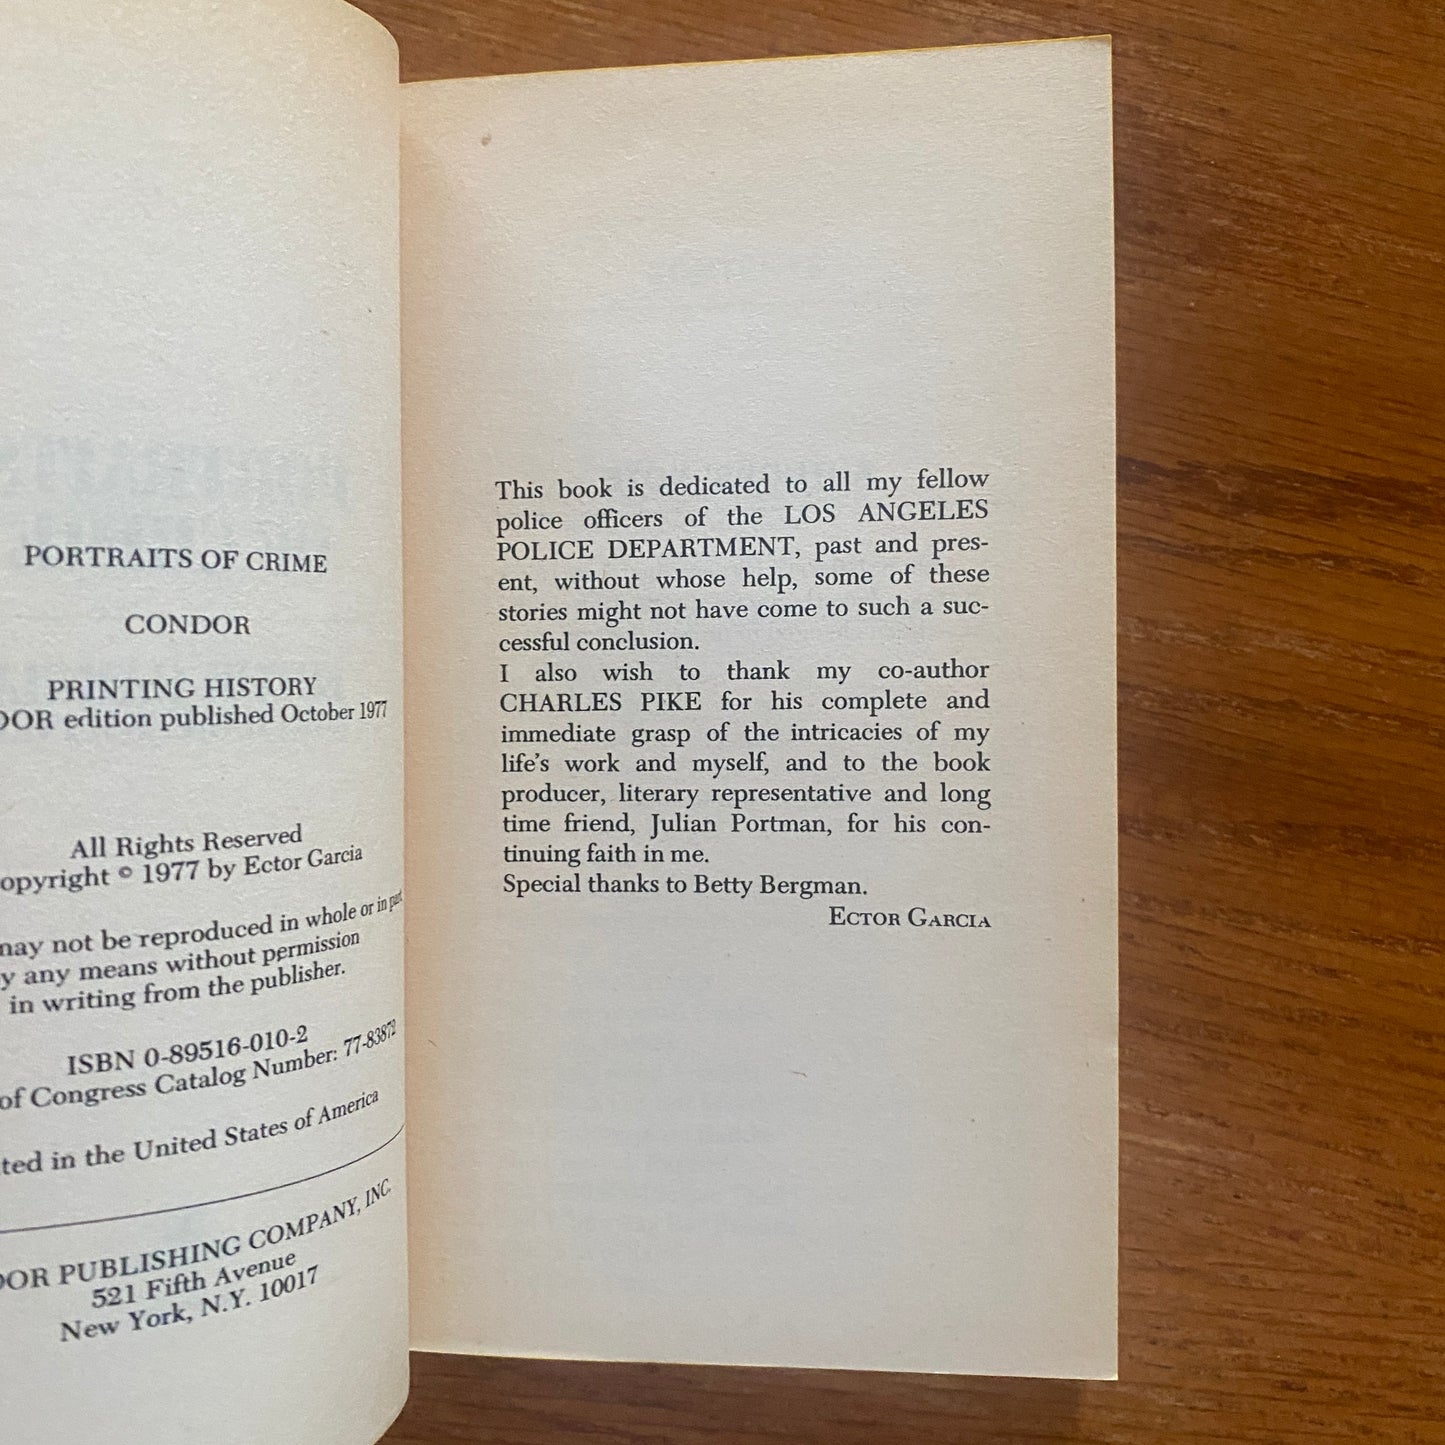 PORTRAITS OF CRIME
CONDOR
PRINTING HISTORY
edition published October 1977
All Rights Reserved
© 1977 by Ector Garcia
may not be reproduced in whole or in part
any means without permission
in writing from the publisher.
ISBN 0-89516-010-2
of Congress Catalog Number: 77-83872
in the United States of America
PUBLISHING COMPANY, INC.
521 Fifth Avenue
New York, N.Y. 10017
This book is dedicated to all my fellow
police officers of the LOS ANGELES
POLICE DEPARTMENT, past and pres-
ent, without whose help, some of these
stories might not have come to such a suc-
cessful conclusion.
I also wish to thank my co-author
CHARLES PIKE for his complete and
immediate grasp of the intricacies of my
life's work and myself, and to the book
producer, literary representative and long
time friend, Julian Portman, for his con-
tinuing faith in me.
Special thanks to Betty Bergman.
ECTOR GARCIA